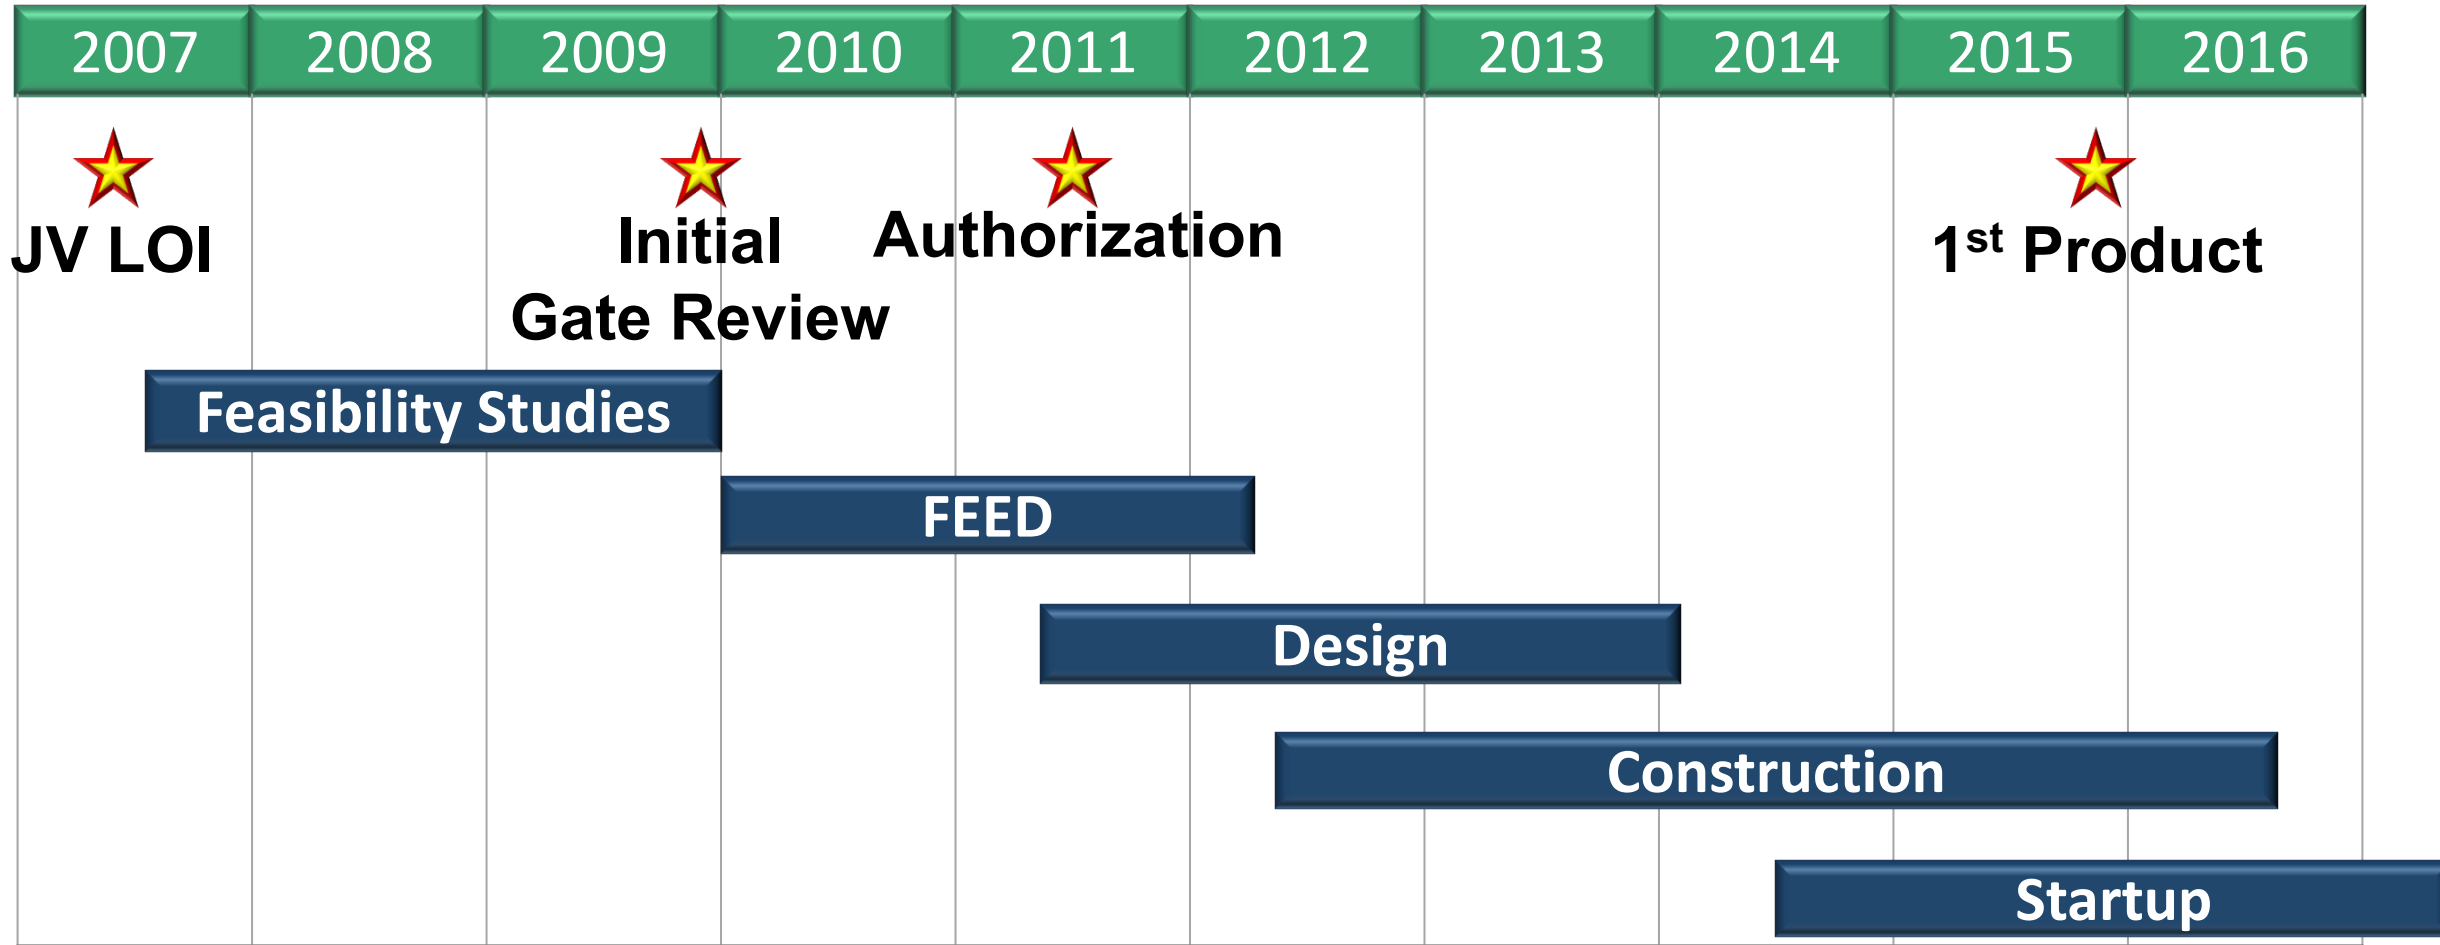 2007 2008 2009 2010 2011 2012 2013 2014 2015 2016
JV LOI
Initial
Gate Review
Authorization
1st Product
Feasibility Studies
FEED
Design
Construction
Startup